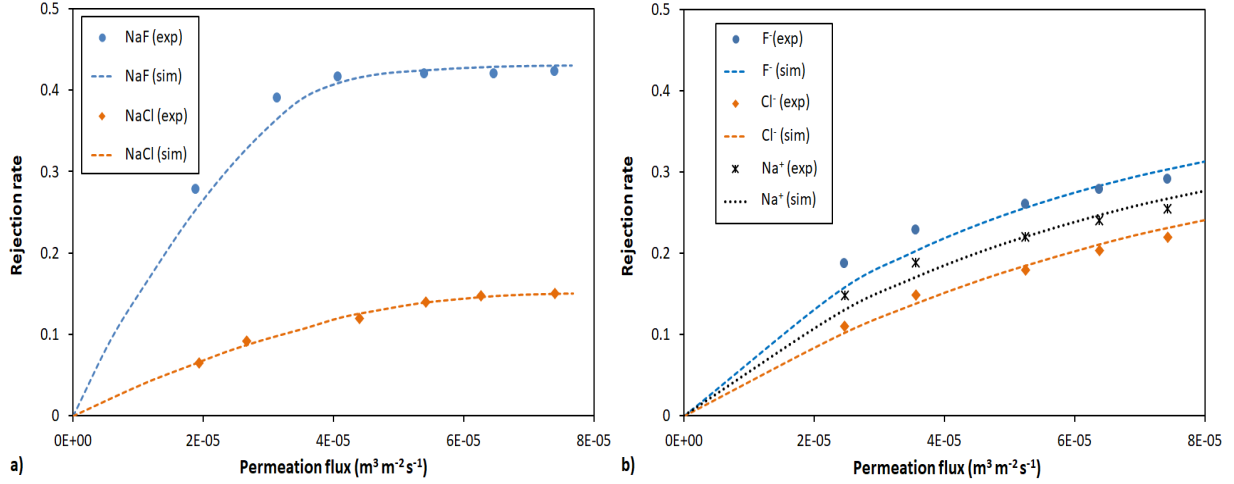 0.5
0.4
0.3
0.2
0.1
0
Rejection rate
NaF (exp)
NaF (sim)
NaCl (exp)
NaCl (sim)
0E+00
2E-05
4E-05
6E-05
8E-05
Permeation flux (m³ m⁻² s⁻¹)
a)
0.5
0.4
0.3
0.2
0.1
0
Rejection rate
F⁻(exp)
F⁻ (sim)
Cl⁻ (exp)
Cl⁻ (sim)
Na⁺ (exp)
Na⁺ (sim)
0E+00
2E-05
4E-05
6E-05
8E-05
Permeation flux (m³ m⁻² s⁻¹)
b)